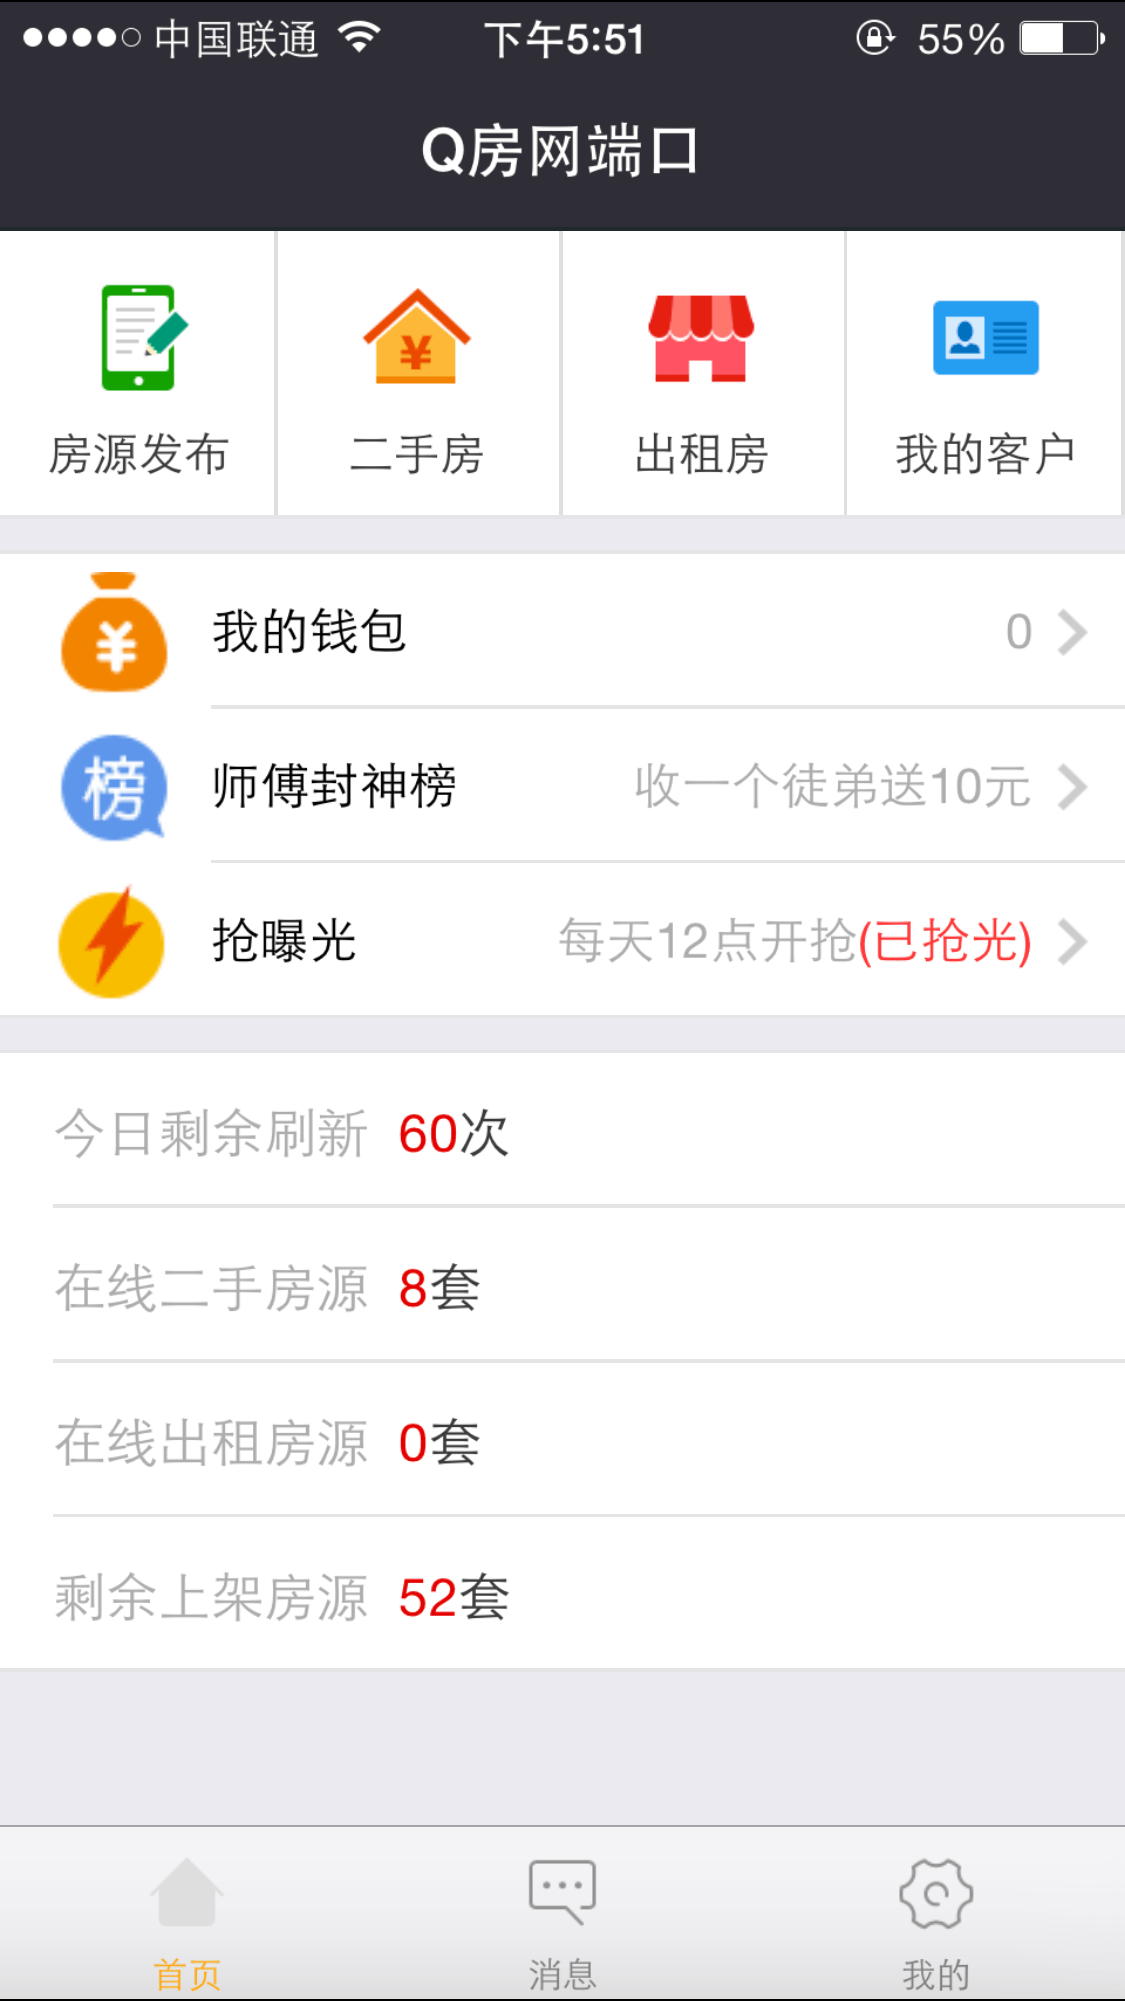 中国联通 下午5:51 55%
Q房网端口
房源发布 二手房 出租房 我的客户
¥
我的钱包 0
¥
榜 师傅封神榜 收一个徒弟送10元
抢曝光 每天12点开抢(已抢光)
今日剩余刷新 60次
在线二手房源 8套
在线出租房源 0套
剩余上架房源 52套
首页 消息 我的